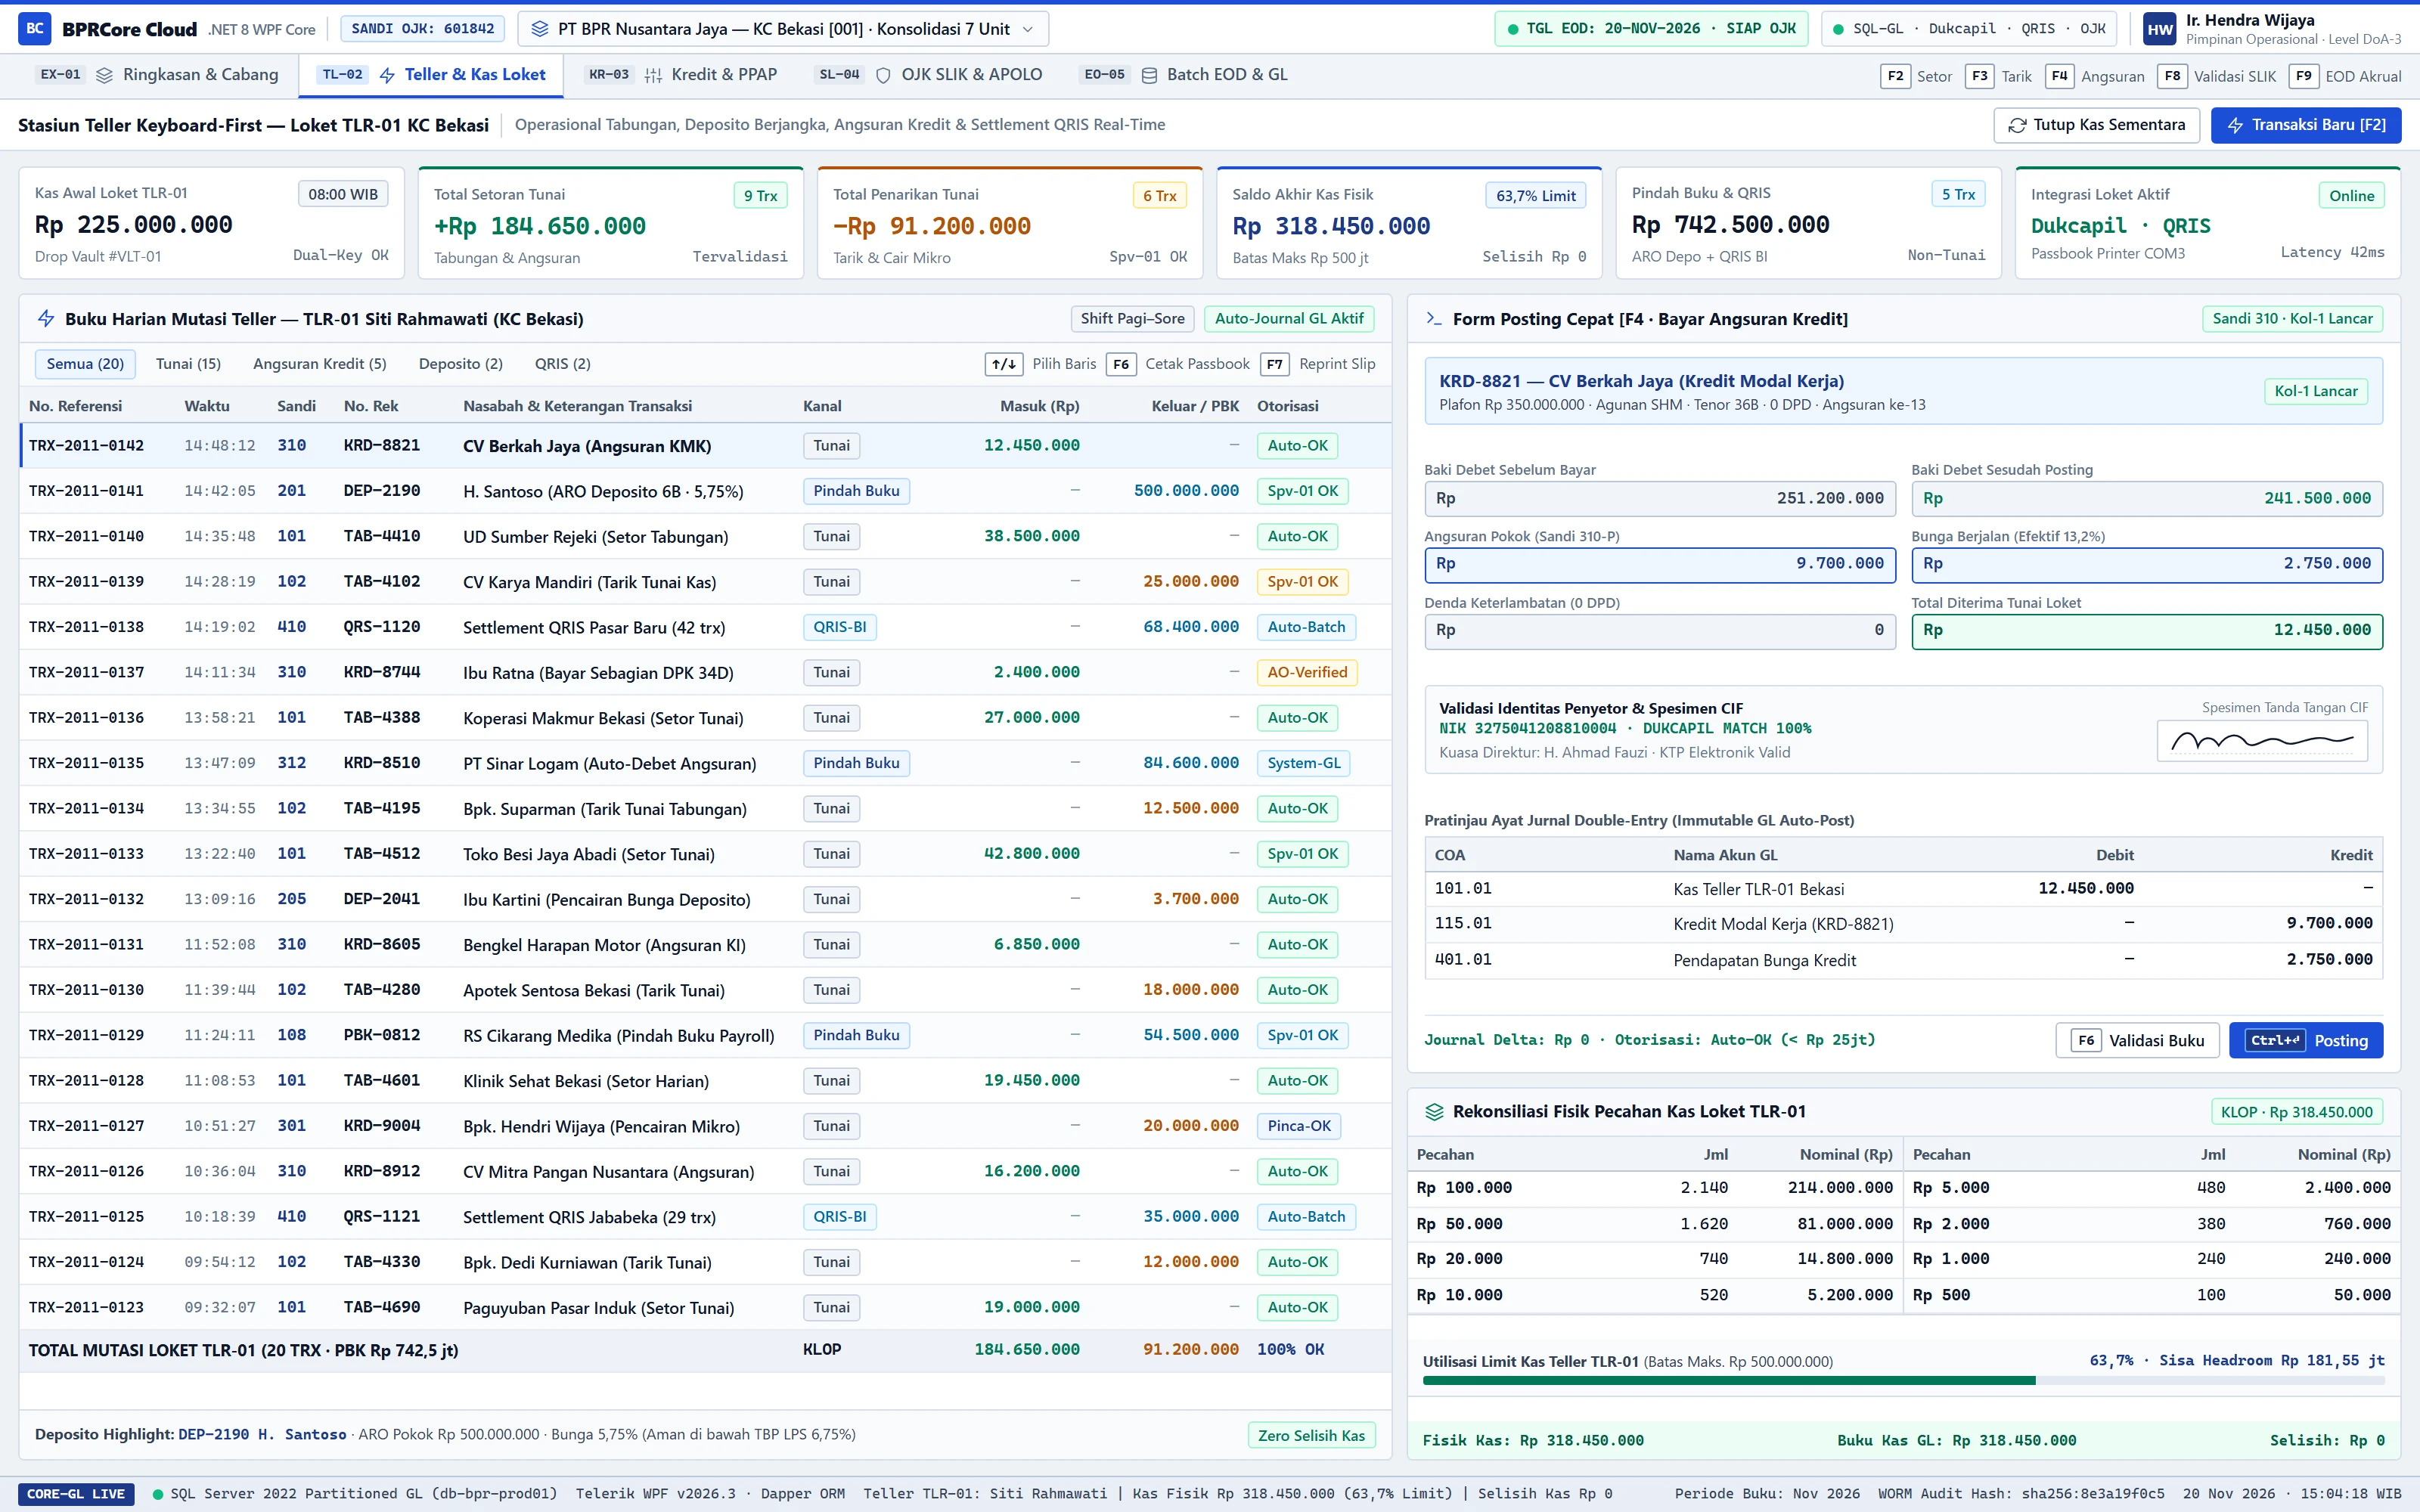 BC BPRCore Cloud .NET 8 WPF Core SANDI OJK: 601842 PT BPR Nusantara Jaya — KC Bekasi [001] · Konsolidasi 7 Unit TGL EOD: 20-NOV-2026 · SIAP OJK SQL-GL · Dukcapil · QRIS · OJK HW Ir. Hendra Wijaya
Pimpinan Operasional · Level DoA-3
EX-01 Ringkasan & Cabang TL-02 Teller & Kas Loket KR-03 Kredit & PPAP SL-04 OJK SLIK & APOLO EO-05 Batch EOD & GL F2 Setor F3 Tarik F4 Angsuran F8 Validasi SLIK F9 EOD Akrual
Stasiun Teller Keyboard-First — Loket TLR-01 KC Bekasi Operasional Tabungan, Deposito Berjangka, Angsuran Kredit & Settlement QRIS Real-Time Tutup Kas Sementara Transaksi Baru [F2]
Kas Awal Loket TLR-01 08:00 WIB
Rp 225.000.000
Drop Vault #VLT-01 Dual-Key OK
Total Setoran Tunai 9 Trx
+Rp 184.650.000
Tabungan & Angsuran Tervalidasi
Total Penarikan Tunai 6 Trx
−Rp 91.200.000
Tarik & Cair Mikro Spv-01 OK
Saldo Akhir Kas Fisik 63,7% Limit
Rp 318.450.000
Batas Maks Rp 500 jt Selisih Rp 0
Pindah Buku & QRIS 5 Trx
Rp 742.500.000
ARO Depo + QRIS BI Non-Tunai
Integrasi Loket Aktif Online
Dukcapil · QRIS
Passbook Printer COM3 Latency 42ms
Buku Harian Mutasi Teller — TLR-01 Siti Rahmawati (KC Bekasi) Shift Pagi–Sore Auto-Journal GL Aktif
Semua (20) Tunai (15) Angsuran Kredit (5) Deposito (2) QRIS (2) ↑/↓ Pilih Baris F6 Cetak Passbook F7 Reprint Slip
No. Referensi Waktu Sandi No. Rek Nasabah & Keterangan Transaksi Kanal Masuk (Rp) Keluar / PBK Otorisasi
TRX-2011-0142 14:48:12 310 KRD-8821 CV Berkah Jaya (Angsuran KMK) Tunai 12.450.000 — Auto-OK
TRX-2011-0141 14:42:05 201 DEP-2190 H. Santoso (ARO Deposito 6B · 5,75%) Pindah Buku — 500.000.000 Spv-01 OK
TRX-2011-0140 14:35:48 101 TAB-4410 UD Sumber Rejeki (Setor Tabungan) Tunai 38.500.000 — Auto-OK
TRX-2011-0139 14:28:19 102 TAB-4102 CV Karya Mandiri (Tarik Tunai Kas) Tunai — 25.000.000 Spv-01 OK
TRX-2011-0138 14:19:02 410 QRS-1120 Settlement QRIS Pasar Baru (42 trx) QRIS-BI — 68.400.000 Auto-Batch
TRX-2011-0137 14:11:34 310 KRD-8744 Ibu Ratna (Bayar Sebagian DPK 34D) Tunai 2.400.000 — AO-Verified
TRX-2011-0136 13:58:21 101 TAB-4388 Koperasi Makmur Bekasi (Setor Tunai) Tunai 27.000.000 — Auto-OK
TRX-2011-0135 13:47:09 312 KRD-8510 PT Sinar Logam (Auto-Debet Angsuran) Pindah Buku — 84.600.000 System-GL
TRX-2011-0134 13:34:55 102 TAB-4195 Bpk. Suparman (Tarik Tunai Tabungan) Tunai — 12.500.000 Auto-OK
TRX-2011-0133 13:22:40 101 TAB-4512 Toko Besi Jaya Abadi (Setor Tunai) Tunai 42.800.000 — Spv-01 OK
TRX-2011-0132 13:09:16 205 DEP-2041 Ibu Kartini (Pencairan Bunga Deposito) Tunai — 3.700.000 Auto-OK
TRX-2011-0131 11:52:08 310 KRD-8605 Bengkel Harapan Motor (Angsuran KI) Tunai 6.850.000 — Auto-OK
TRX-2011-0130 11:39:44 102 TAB-4280 Apotek Sentosa Bekasi (Tarik Tunai) Tunai — 18.000.000 Auto-OK
TRX-2011-0129 11:24:11 108 PBK-0812 RS Cikarang Medika (Pindah Buku Payroll) Pindah Buku — 54.500.000 Spv-01 OK
TRX-2011-0128 11:08:53 101 TAB-4601 Klinik Sehat Bekasi (Setor Harian) Tunai 19.450.000 — Auto-OK
TRX-2011-0127 10:51:27 301 KRD-9004 Bpk. Hendri Wijaya (Pencairan Mikro) Tunai — 20.000.000 Pinca-OK
TRX-2011-0126 10:36:04 310 KRD-8912 CV Mitra Pangan Nusantara (Angsuran) Tunai 16.200.000 — Auto-OK
TRX-2011-0125 10:18:39 410 QRS-1121 Settlement QRIS Jababeka (29 trx) QRIS-BI — 35.000.000 Auto-Batch
TRX-2011-0124 09:54:12 102 TAB-4330 Bpk. Dedi Kurniawan (Tarik Tunai) Tunai — 12.000.000 Auto-OK
TRX-2011-0123 09:32:07 101 TAB-4690 Paguyuban Pasar Induk (Setor Tunai) Tunai 19.000.000 — Auto-OK
TOTAL MUTASI LOKET TLR-01 (20 TRX · PBK Rp 742,5 jt) KLOP 184.650.000 91.200.000 100% OK
Deposito Highlight: DEP-2190 H. Santoso · ARO Pokok Rp 500.000.000 · Bunga 5,75% (Aman di bawah TBP LPS 6,75%) Zero Selisih Kas
Form Posting Cepat [F4 · Bayar Angsuran Kredit] Sandi 310 · Kol-1 Lancar
KRD-8821 — CV Berkah Jaya (Kredit Modal Kerja)
Plafon Rp 350.000.000 · Agunan SHM · Tenor 36B · 0 DPD · Angsuran ke-13 Kol-1 Lancar
Baki Debet Sebelum Bayar Baki Debet Sesudah Posting
Rp 251.200.000 Rp 241.500.000
Angsuran Pokok (Sandi 310-P) Bunga Berjalan (Efektif 13,2%)
Rp 9.700.000 Rp 2.750.000
Denda Keterlambatan (0 DPD) Total Diterima Tunai Loket
Rp 0 Rp 12.450.000
Validasi Identitas Penyetor & Spesimen CIF Spesimen Tanda Tangan CIF
NIK 3275041208810004 · DUKCAPIL MATCH 100%
Kuasa Direktur: H. Ahmad Fauzi · KTP Elektronik Valid
Pratinjau Ayat Jurnal Double-Entry (Immutable GL Auto-Post)
COA Nama Akun GL Debit Kredit
101.01 Kas Teller TLR-01 Bekasi 12.450.000 —
115.01 Kredit Modal Kerja (KRD-8821) — 9.700.000
401.01 Pendapatan Bunga Kredit — 2.750.000
Journal Delta: Rp 0 · Otorisasi: Auto-OK (< Rp 25jt) F6 Validasi Buku Ctrl+⏎ Posting
Rekonsiliasi Fisik Pecahan Kas Loket TLR-01 KLOP · Rp 318.450.000
Pecahan Jml Nominal (Rp) Pecahan Jml Nominal (Rp)
Rp 100.000 2.140 214.000.000 Rp 5.000 480 2.400.000
Rp 50.000 1.620 81.000.000 Rp 2.000 380 760.000
Rp 20.000 740 14.800.000 Rp 1.000 240 240.000
Rp 10.000 520 5.200.000 Rp 500 100 50.000
Utilisasi Limit Kas Teller TLR-01 (Batas Maks. Rp 500.000.000) 63,7% · Sisa Headroom Rp 181,55 jt
Fisik Kas: Rp 318.450.000 Buku Kas GL: Rp 318.450.000 Selisih: Rp 0
CORE-GL LIVE SQL Server 2022 Partitioned GL (db-bpr-prod01) Telerik WPF v2026.3 · Dapper ORM Teller TLR-01: Siti Rahmawati | Kas Fisik Rp 318.450.000 (63,7% Limit) | Selisih Kas Rp 0 Periode Buku: Nov 2026 WORM Audit Hash: sha256:8e3a19f0c5 20 Nov 2026 · 15:04:18 WIB